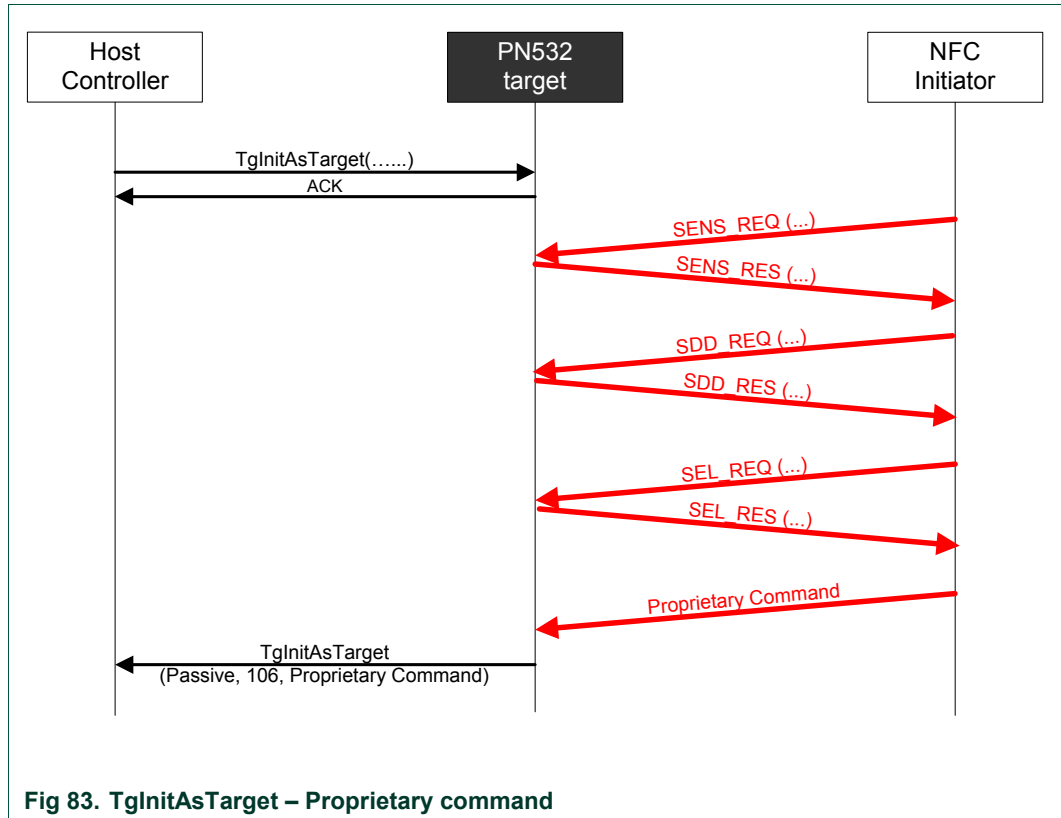 Host
Controller
PN532
target
NFC
Initiator
TgInitAsTarget(…...)
ACK
SENS_REQ (...)
SENS_RES (...)
SDD_REQ (...)
SDD_RES (...)
SEL_REQ (...)
SEL_RES (...)
Proprietary Command
TgInitAsTarget
(Passive, 106, Proprietary Command)
Fig 83. TgInitAsTarget – Proprietary command